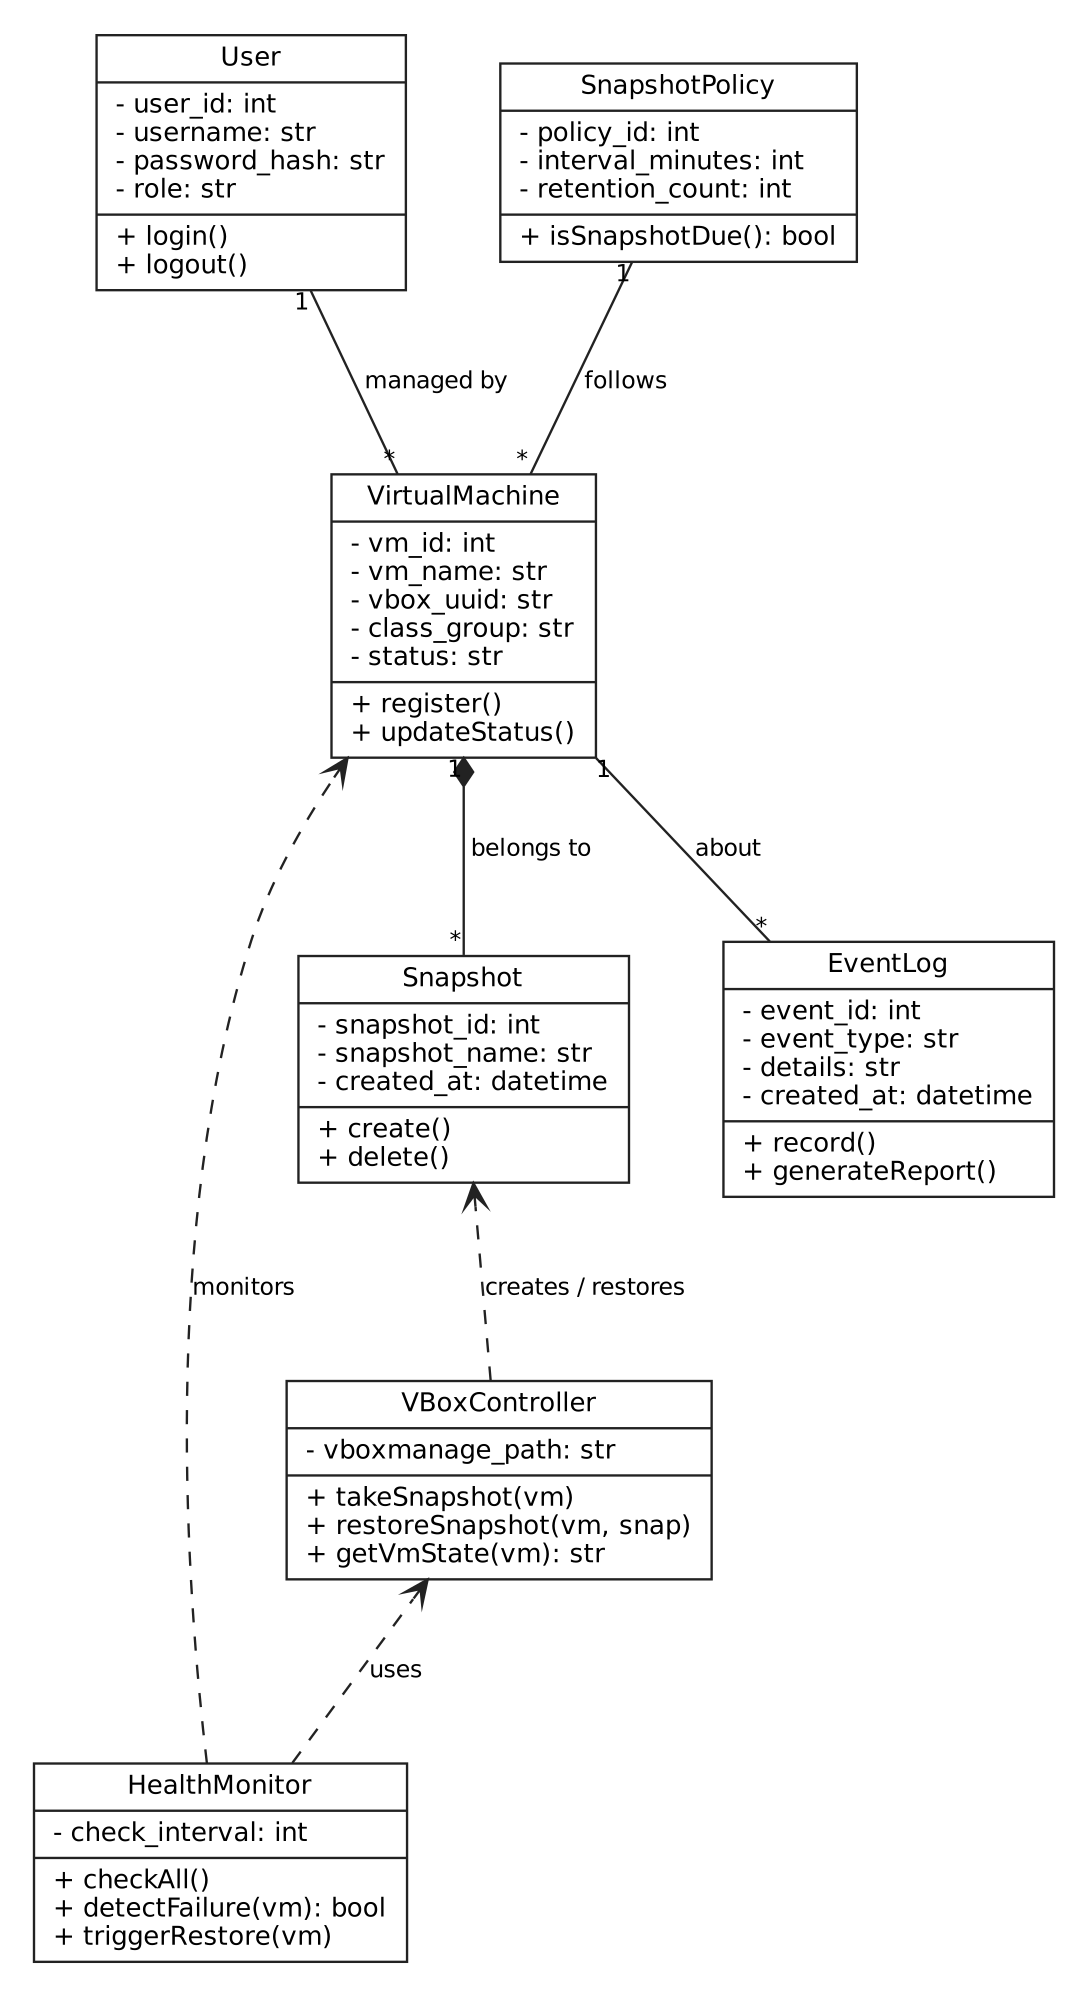 User
- user_id: int
- username: str
- password_hash: str
- role: str
+ login()
+ logout()
SnapshotPolicy
- policy_id: int
- interval_minutes: int
- retention_count: int
+ isSnapshotDue(): bool
1
1
managed by
follows
*
*
VirtualMachine
- vm_id: int
- vm_name: str
- vbox_uuid: str
- class_group: str
- status: str
+ register()
+ updateStatus()
1
1
belongs to
about
*
*
Snapshot
- snapshot_id: int
- snapshot_name: str
- created_at: datetime
+ create()
+ delete()
EventLog
- event_id: int
- event_type: str
- details: str
- created_at: datetime
+ record()
+ generateReport()
monitors
creates / restores
VBoxController
- vboxmanage_path: str
+ takeSnapshot(vm)
+ restoreSnapshot(vm, snap)
+ getVmState(vm): str
uses
HealthMonitor
- check_interval: int
+ checkAll()
+ detectFailure(vm): bool
+ triggerRestore(vm)